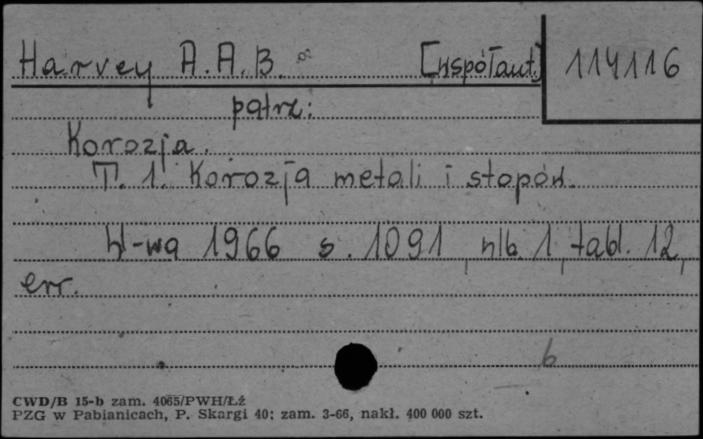 Harvey A.A.B. [współaut.] 114116
patrz:
Korozja.
T. 1. Korozja metali i stopów.
W-wa 1966 s. 1091, nlb. 1, tabl. 12,
err.
6
CWD/B 15-b zam. 4065/PWH/Łź
PZG w Pabianicach, P. Skargi 40; zam. 3-66, nakł. 400 000 szt.